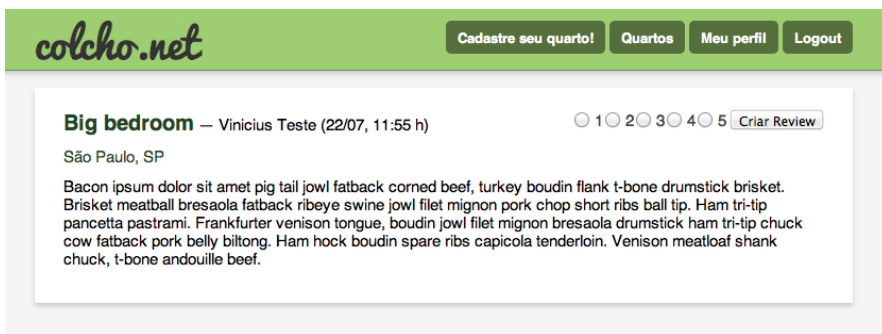 colcho.net
Cadastre seu quarto! Quartos Meu perfil Logout
Big bedroom — Vinicius Teste (22/07, 11:55 h) 1 2 3 4 5 Criar Review
São Paulo, SP
Bacon ipsum dolor sit amet pig tail jowl fatback corned beef, turkey boudin flank t-bone drumstick brisket.
Brisket meatball bresaola fatback ribeye swine jowl filet mignon pork chop short ribs ball tip. Ham tri-tip
pancetta pastrami. Frankfurter venison tongue, boudin jowl filet mignon bresaola drumstick ham tri-tip chuck
cow fatback pork belly biltong. Ham hock boudin spare ribs capicola tenderloin. Venison meatloaf shank
chuck, t-bone andouille beef.